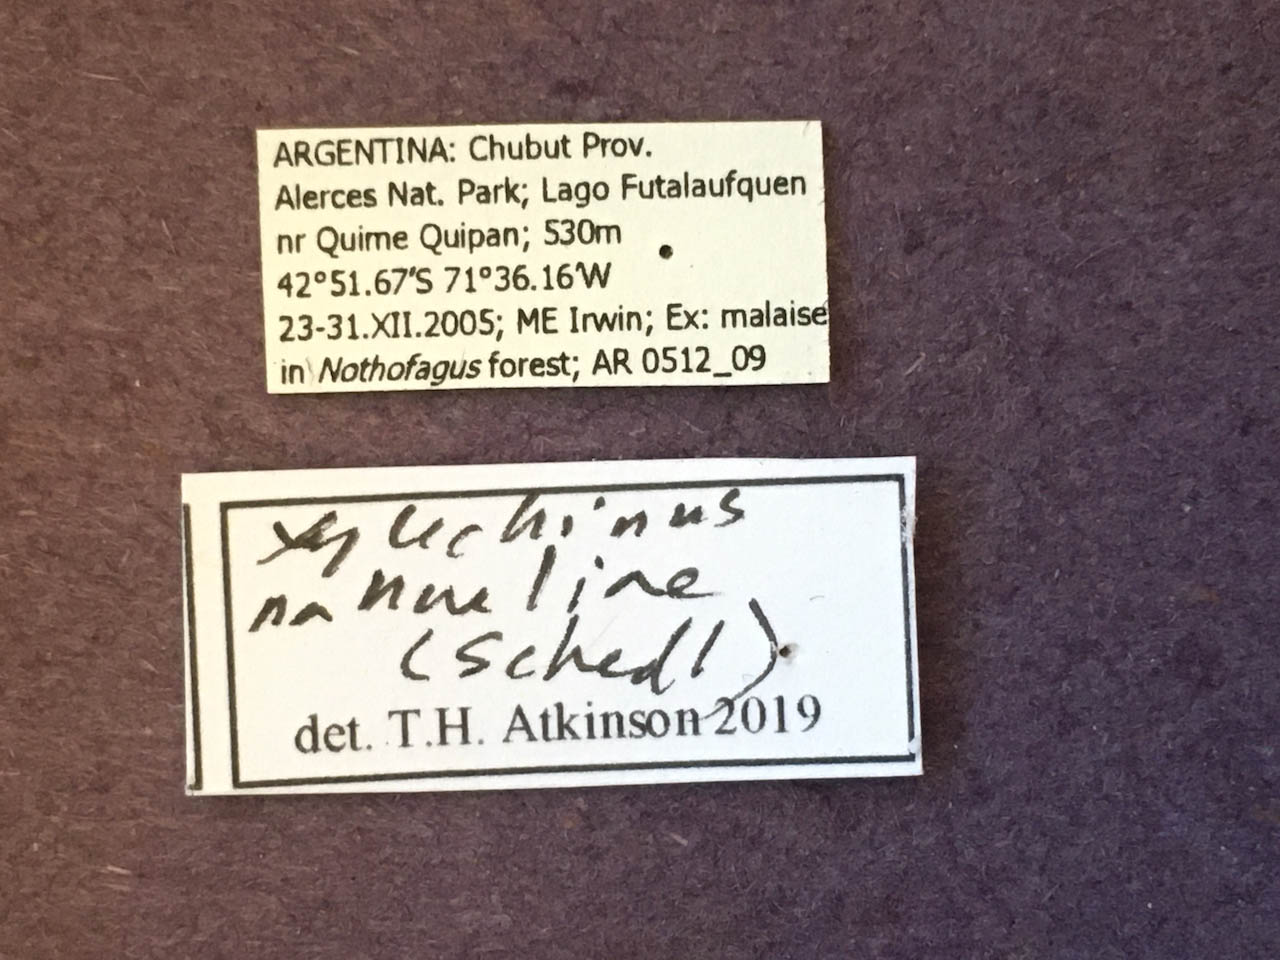 ARGENTINA: Chubut Prov.
Alerces Nat. Park; Lago Futalaufquen
nr Quime Quipan; 530m
42°51.67'S 71°36.16'W
23-31.XII.2005; ME Irwin; Ex: malaise
in Nothofagus forest; AR 0512_09
Xylechinus
nahueliae
(Schedl)
det. T.H. Atkinson 2019